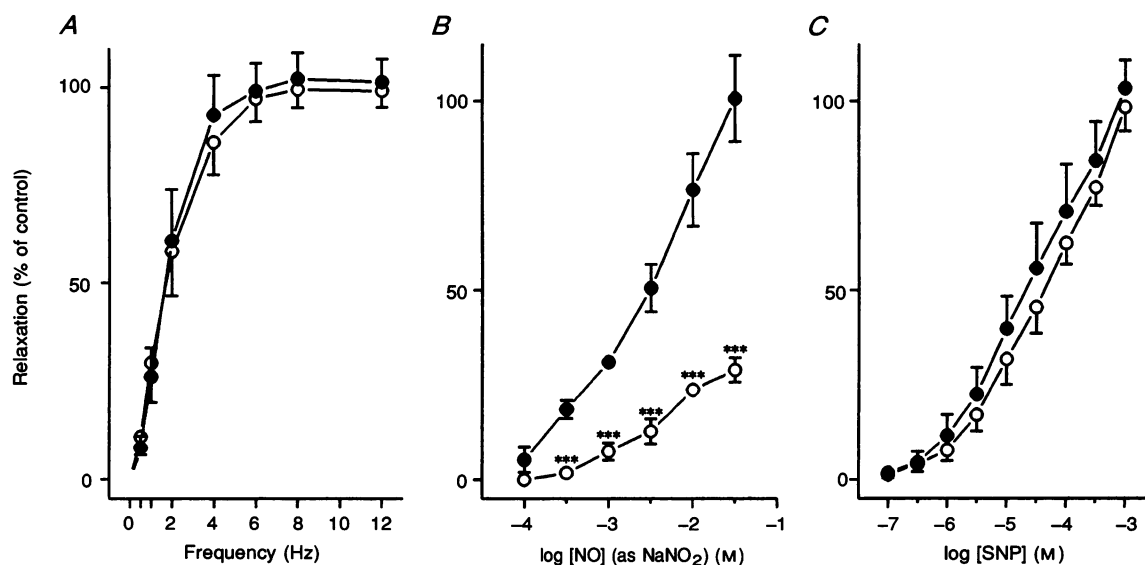 A
B
C
Relaxation (% of control)
100
50
0
0 2 4 6 8 10 12
Frequency (Hz)
100
50
0
***
***
***
***
***
−4 −3 −2 −1
log [NO] (as NaNO₂) (M)
100
50
0
−7 −6 −5 −4 −3
log [SNP] (M)